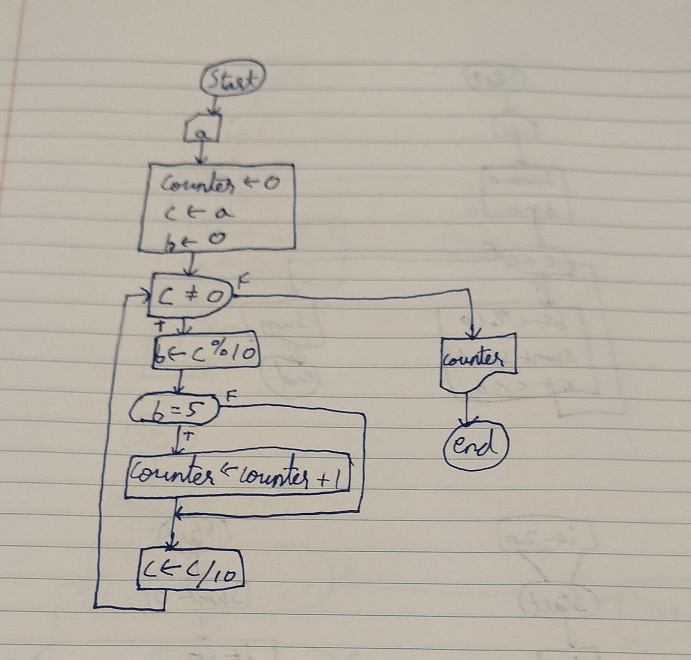 Start
a
Counter ← 0
c ← a
b ← 0
C ≠ 0
F
T
b ← c % 10
b = 5
F
T
Counter ← counter + 1
C ← C/10
counter
end